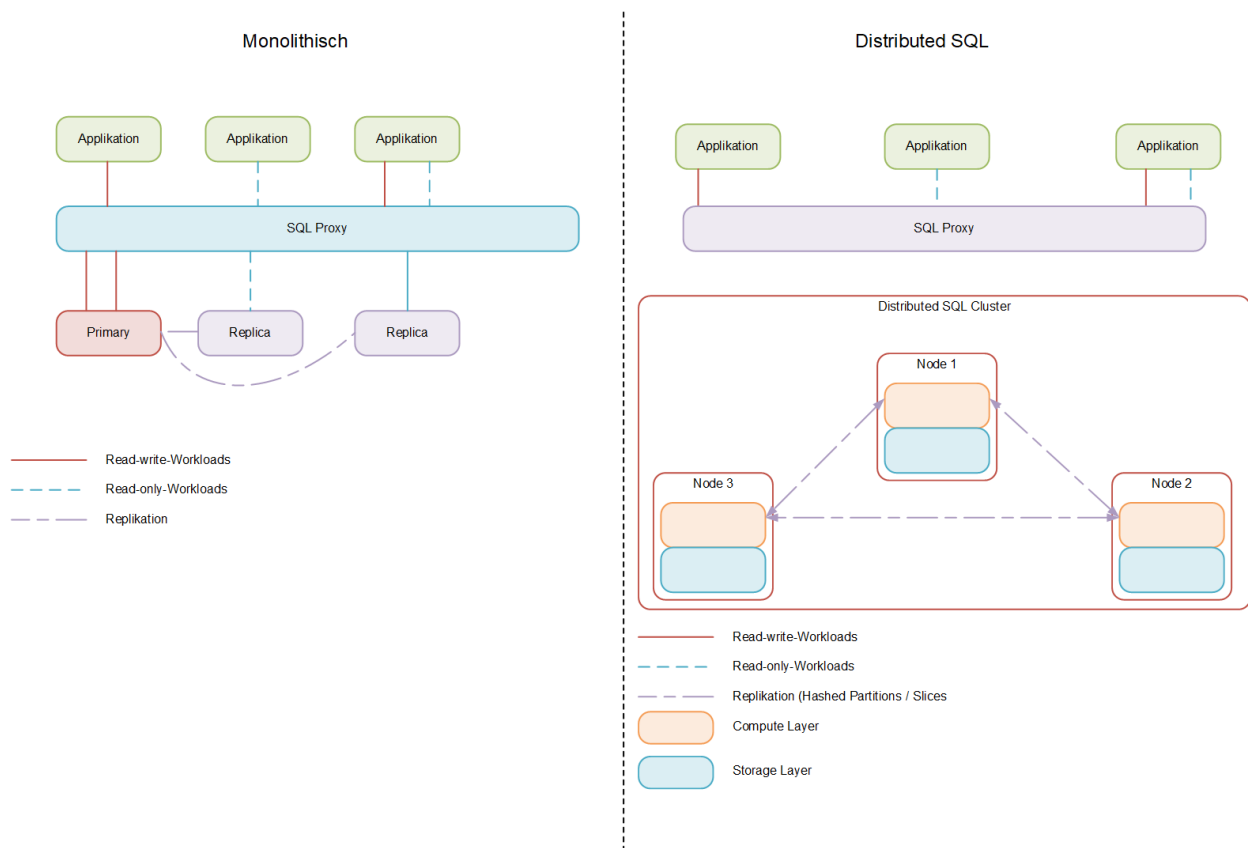 Monolithisch
Applikation
Applikation
Applikation
SQL Proxy
Primary
Replica
Replica
Read-write-Workloads
Read-only-Workloads
Replikation
Distributed SQL
Applikation
Applikation
Applikation
SQL Proxy
Distributed SQL Cluster
Node 1
Node 3
Node 2
Read-write-Workloads
Read-only-Workloads
Replikation (Hashed Partitions / Slices
Compute Layer
Storage Layer